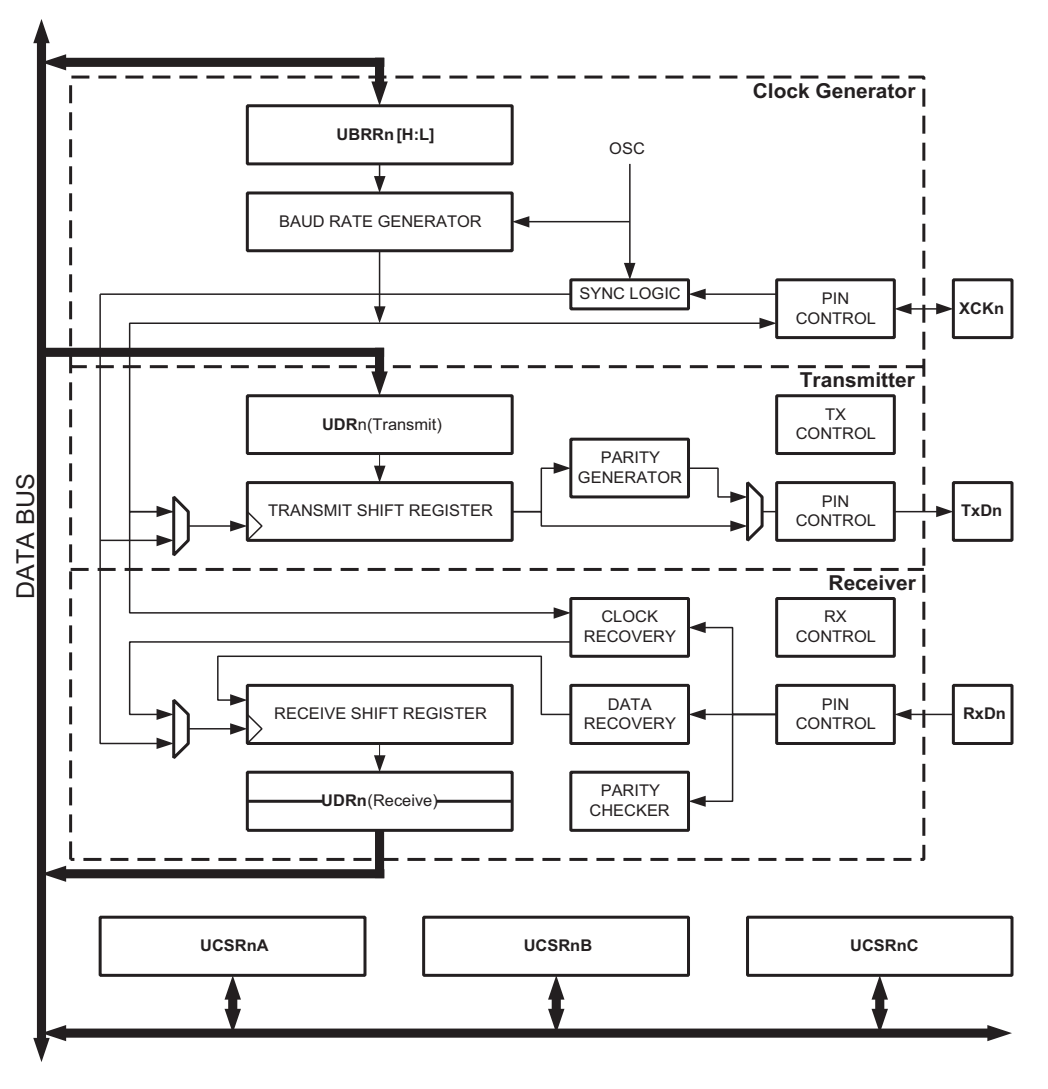 Clock Generator
UBRRn [H:L]
OSC
BAUD RATE GENERATOR
SYNC LOGIC
PIN
CONTROL
XCKn
Transmitter
UDRn(Transmit)
TX
CONTROL
PARITY
GENERATOR
TRANSMIT SHIFT REGISTER
PIN
CONTROL
TxDn
DATA BUS
Receiver
CLOCK
RECOVERY
RX
CONTROL
RECEIVE SHIFT REGISTER
DATA
RECOVERY
PIN
CONTROL
RxDn
UDRn(Receive)
PARITY
CHECKER
UCSRnA
UCSRnB
UCSRnC